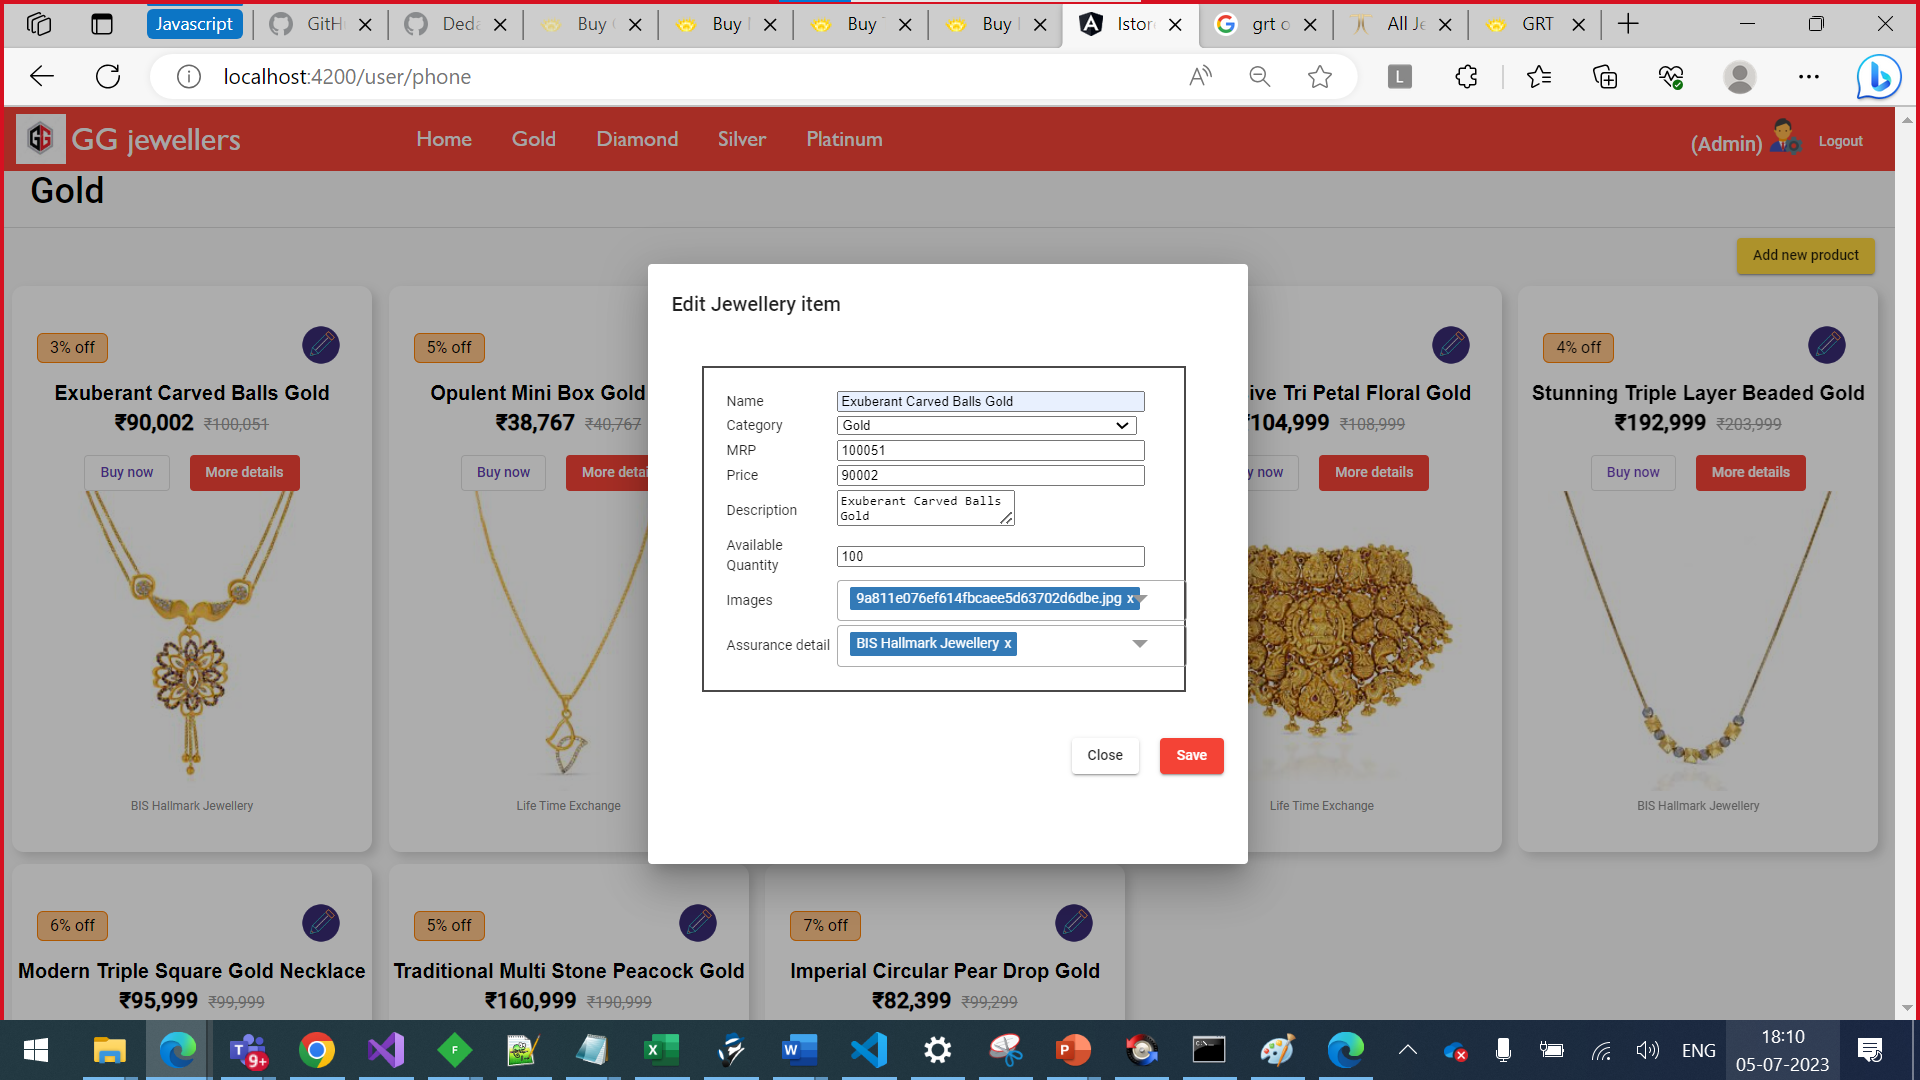 Javascript
GitH
Deda
Buy
Buy
Buy
Buy
Istor
grt o
All Je
GRT
localhost:4200/user/phone
A
L
GG
GG jewellers
Home
Gold
Diamond
Silver
Platinum
(Admin)
Logout
Gold
Add new product
3% off
5% off
4% off
Exuberant Carved Balls Gold
Opulent Mini Box Gold
ive Tri Petal Floral Gold
Stunning Triple Layer Beaded Gold
₹90,002 ₹100,051
₹38,767 ₹40,767
₹104,999 ₹108,999
₹192,999 ₹203,999
Buy now
More details
Buy now
More detai
y now
More details
Buy now
More details
BIS Hallmark Jewellery
Life Time Exchange
Life Time Exchange
BIS Hallmark Jewellery
Edit Jewellery item
Name
Exuberant Carved Balls Gold
Category
Gold
MRP
100051
Price
90002
Description
Exuberant Carved Balls
Gold
Available
Quantity
100
Images
9a811e076ef614fbcaee5d63702d6dbe.jpg x
Assurance detail
BIS Hallmark Jewellery x
Close
Save
6% off
5% off
7% off
Modern Triple Square Gold Necklace
Traditional Multi Stone Peacock Gold
Imperial Circular Pear Drop Gold
₹95,999 ₹99,999
₹160,999 ₹190,999
₹82,399 ₹99,299
9+
ENG
18:10
05-07-2023